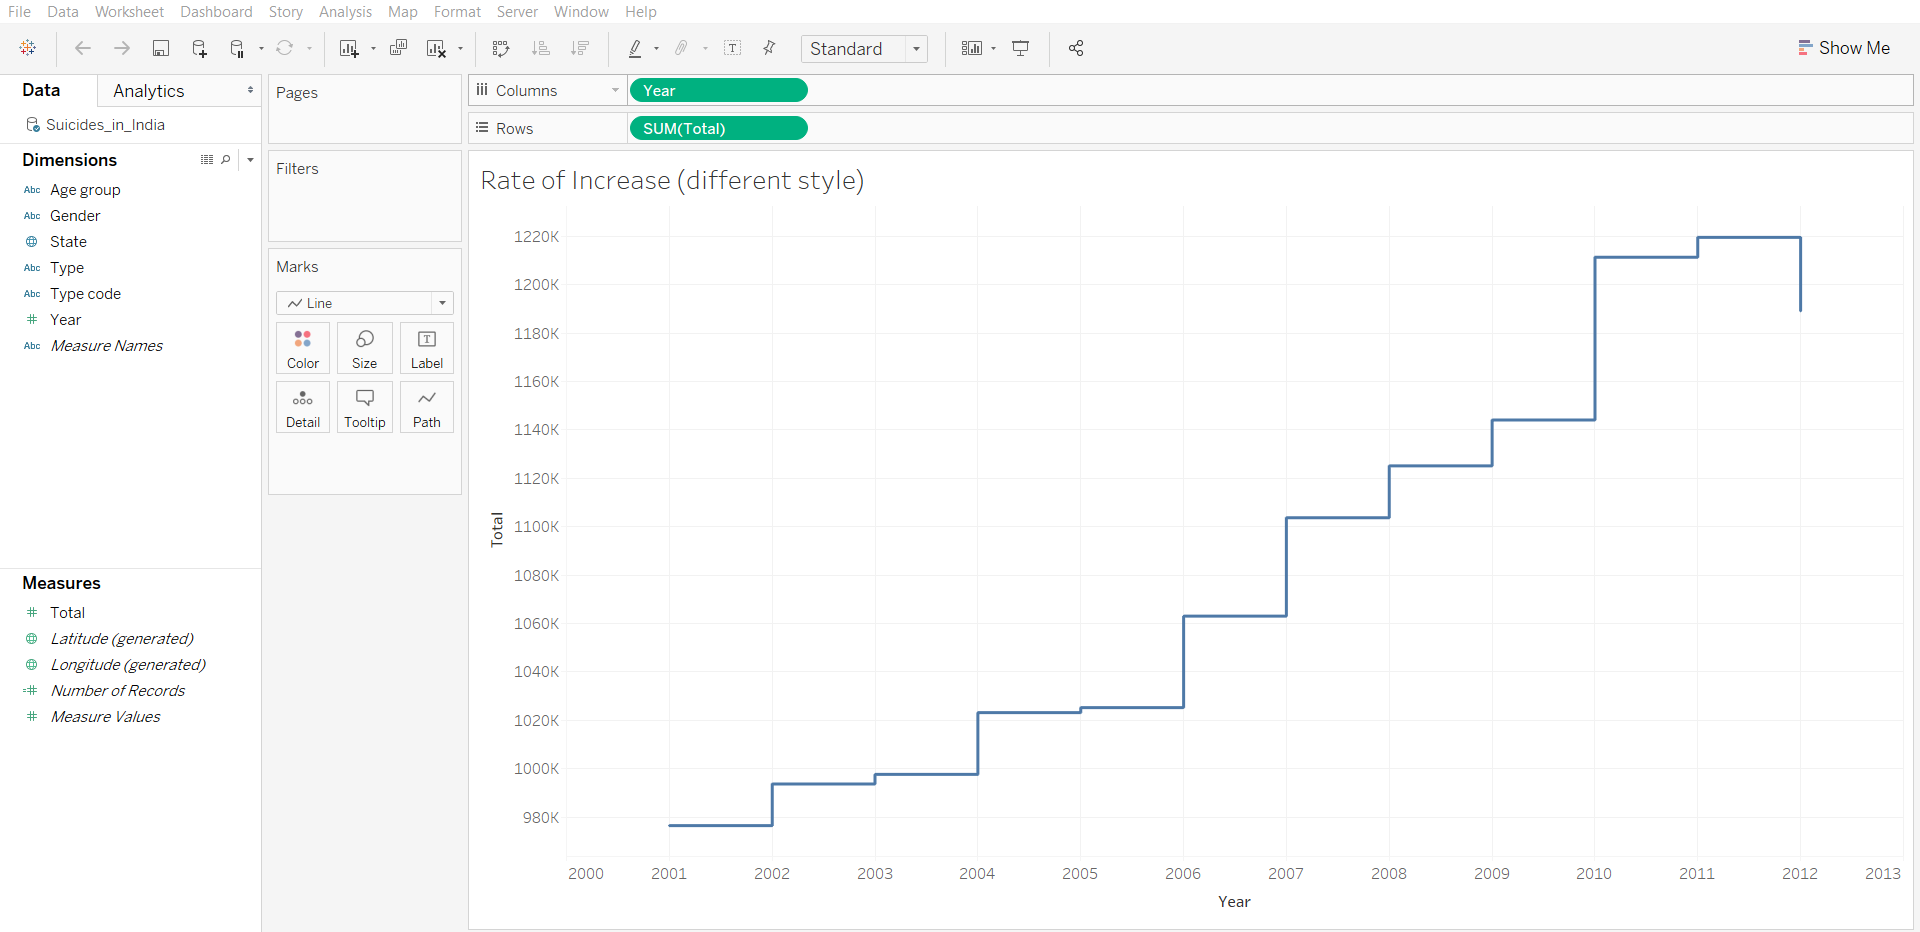 File Data Worksheet Dashboard Story Analysis Map Format Server Window Help
Standard
Show Me
Data Analytics
Suicides_in_India
Dimensions
Abc Age group
Abc Gender
State
Abc Type
Abc Type code
# Year
Abc Measure Names
Measures
# Total
Latitude (generated)
Longitude (generated)
=# Number of Records
# Measure Values
Pages
Filters
Marks
Line
Color Size Label
Detail Tooltip Path
Columns Year
Rows SUM(Total)
Rate of Increase (different style)
1220K
1200K
1180K
1160K
1140K
1120K
1100K
1080K
1060K
1040K
1020K
1000K
980K
Total
2000 2001 2002 2003 2004 2005 2006 2007 2008 2009 2010 2011 2012 2013
Year